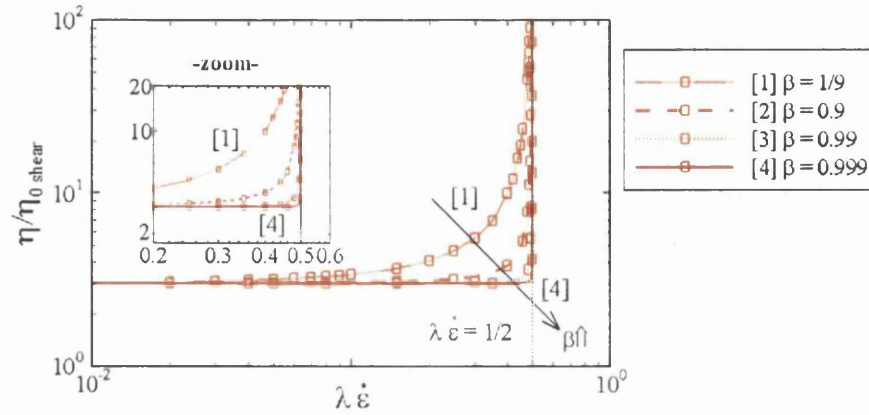 10²
-zoom-
20
10
2
[1]
[4]
0.2 0.3 0.4 0.5 0.6
η/η₀ shear
10¹
10⁰
[1]
[4]
λ ε̇ = 1/2
β⇑
10⁻² 10⁰
λ ε̇
[1] β = 1/9
[2] β = 0.9
[3] β = 0.99
[4] β = 0.999